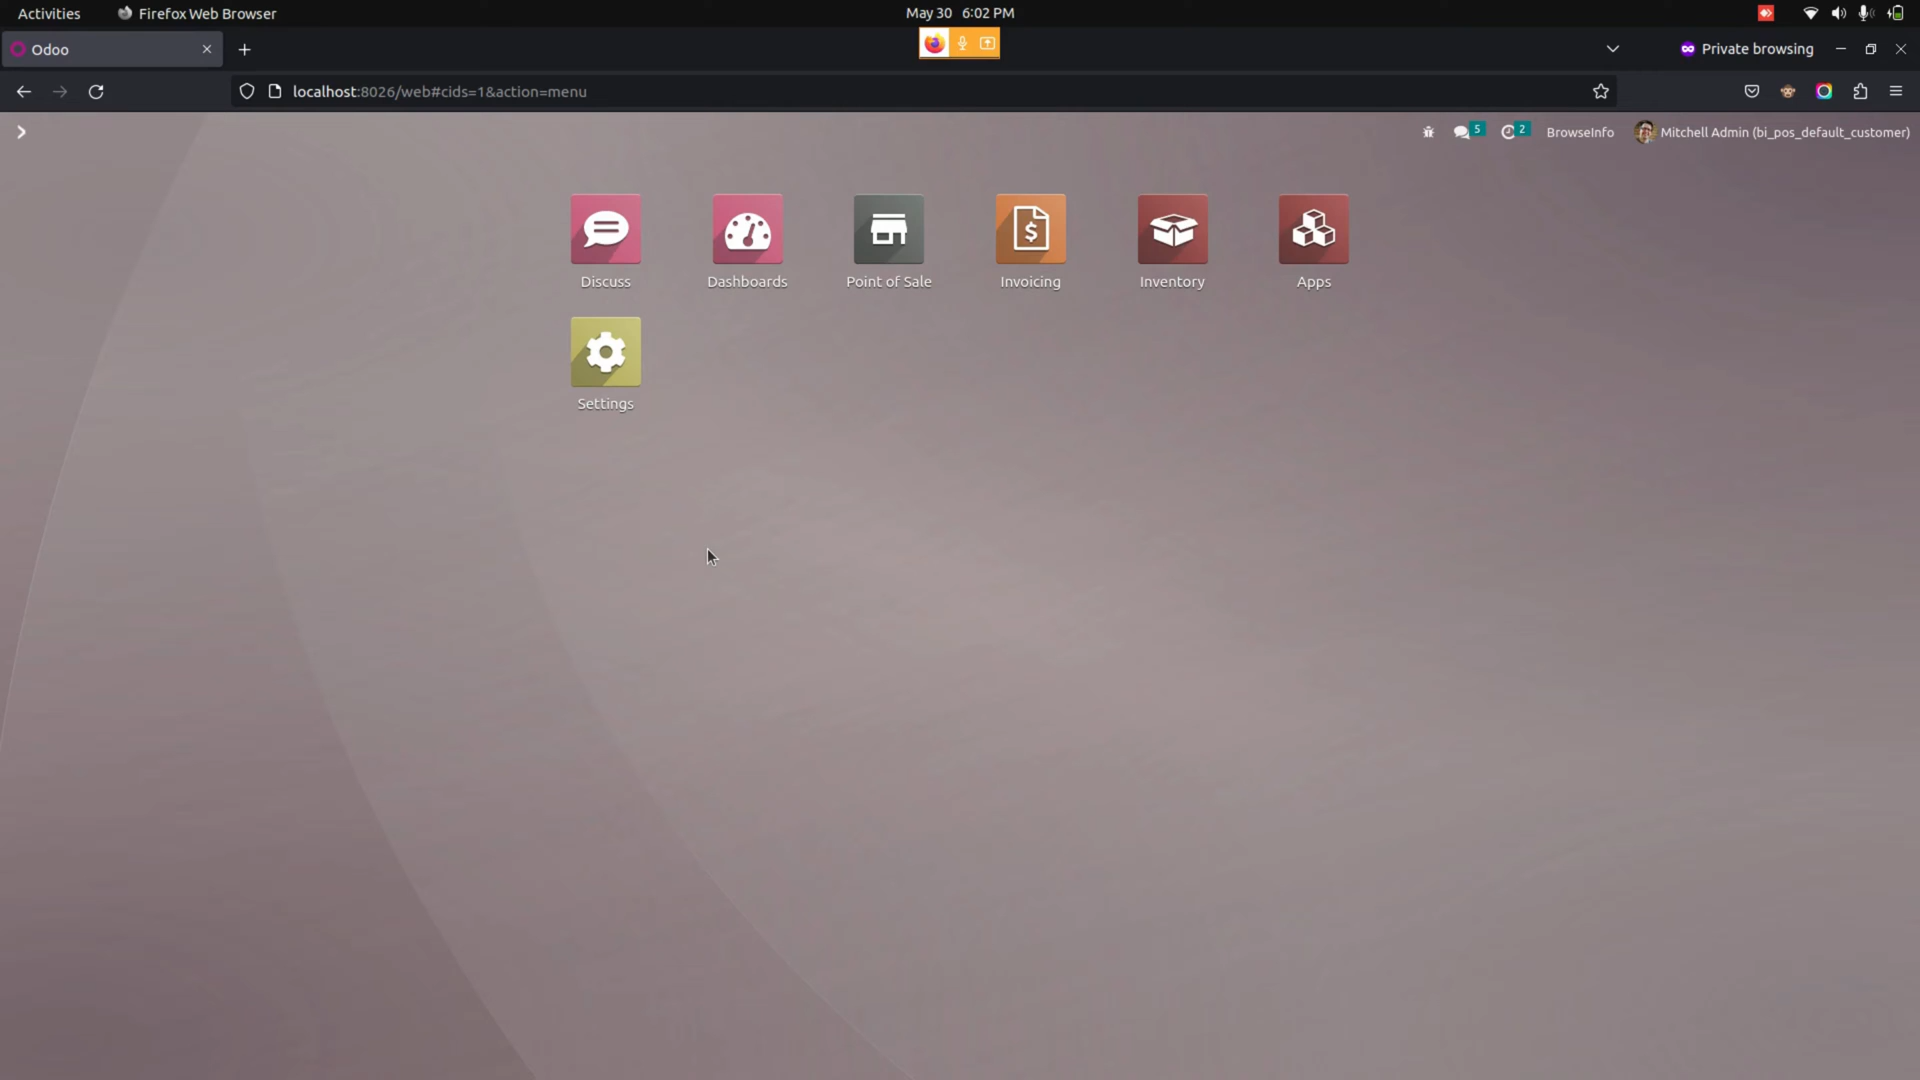 Activities Firefox Web Browser May 30 6:02 PM
Odoo Private browsing
localhost:8026/web#cids=1&action=menu
5 2 BrowseInfo Mitchell Admin (bi_pos_default_customer)
Discuss Dashboards Point of Sale Invoicing Inventory Apps
Settings